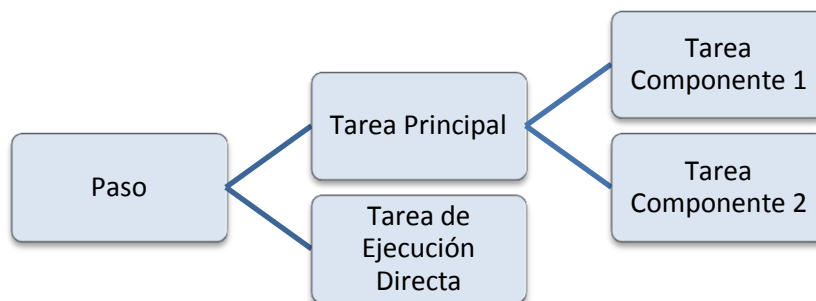 Paso
Tarea Principal
Tarea de
Ejecución
Directa
Tarea
Componente 1
Tarea
Componente 2